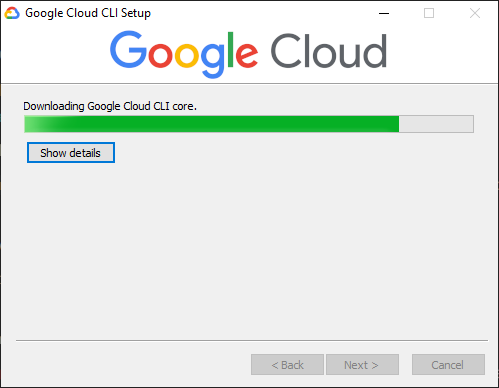 Google Cloud CLI Setup
Google Cloud
Downloading Google Cloud CLI core.
Show details
< Back
Next >
Cancel